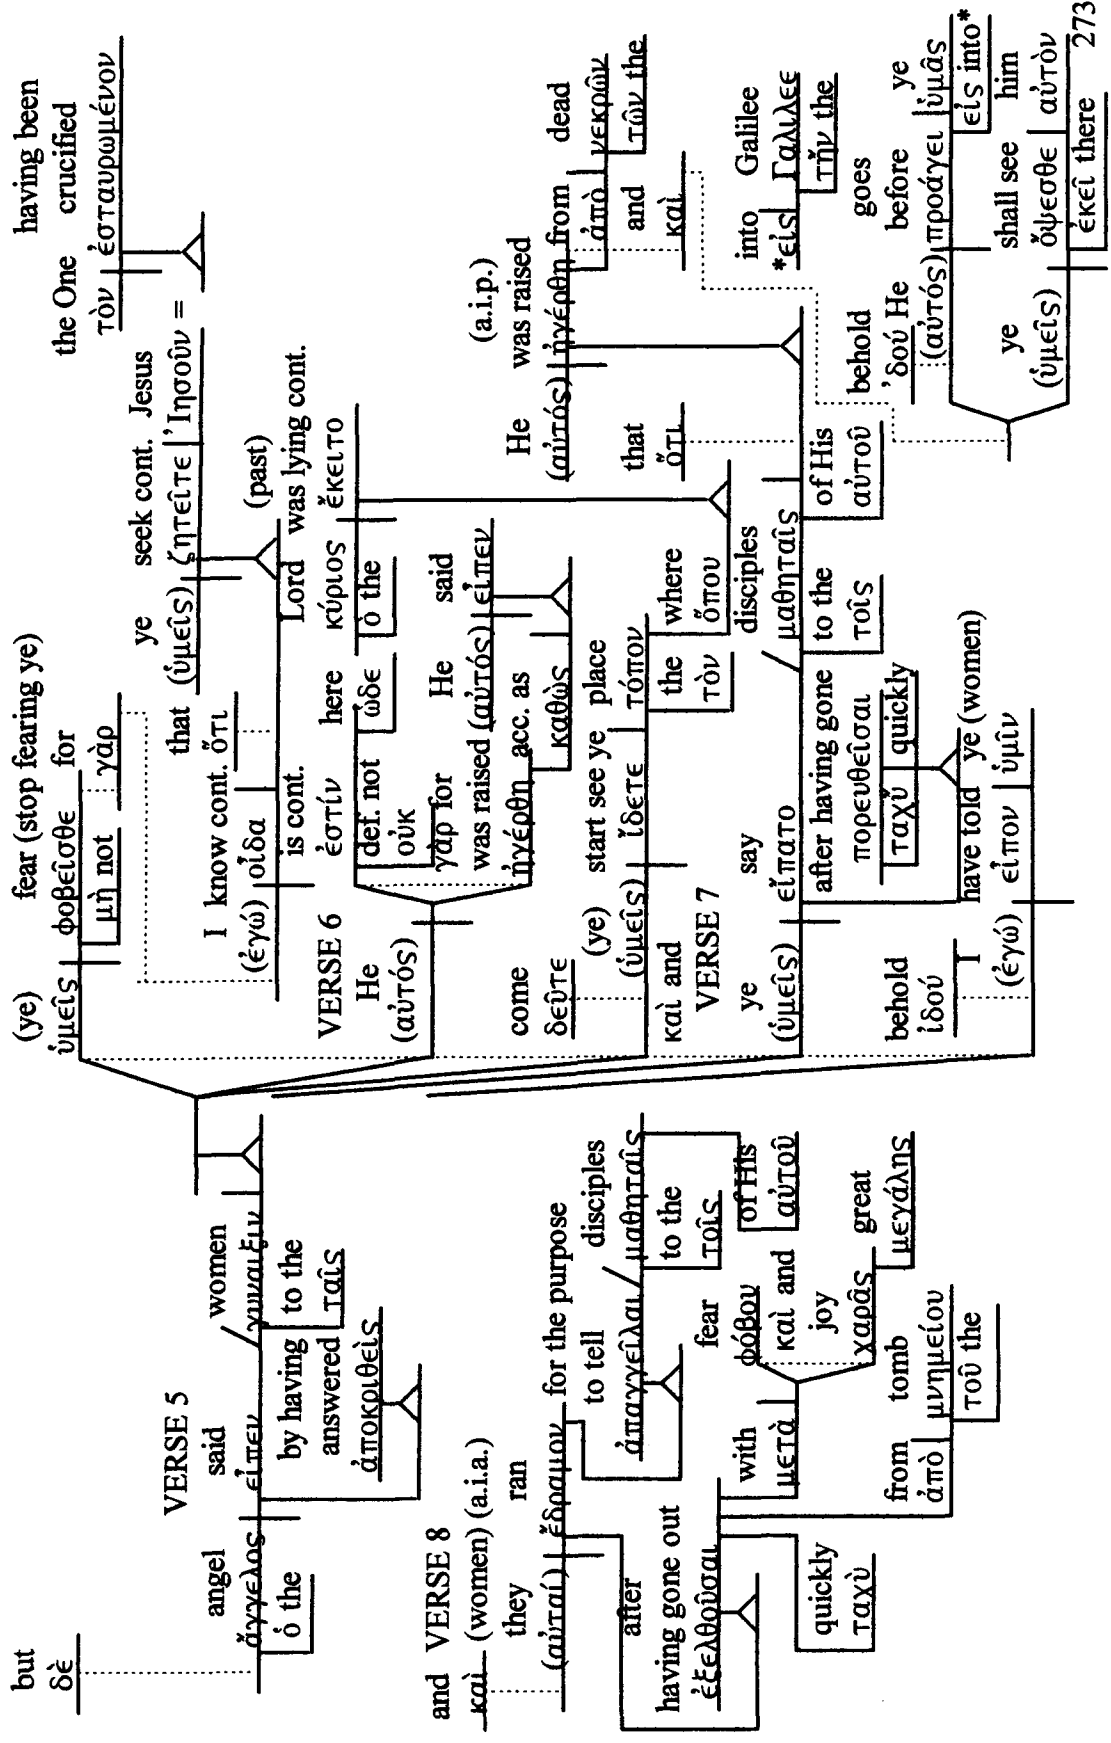 but
δὲ
VERSE 5
angel said women
ἄγγελος εἶπεν γυναιξίν
ὁ the
by having to the
answered ταῖς
ἀποκριθεὶς
(ye) fear (stop fearing ye)
ὑμεῖς φοβεῖσθε for
μὴ not γὰρ
I know cont. that
(ἐγώ) οἶδα ὅτι
ye seek cont. Jesus
(ὑμεῖς) ζητεῖτε Ἰησοῦν =
having been
the One crucified
τὸν ἐσταυρωμένον
VERSE 6
He is cont. here
(αὐτός) ἐστίν ὧδε
def. not
οὐκ
γὰρ for
was raised acc. as
ἠγέρθη καθὼς
He said
(αὐτός) εἶπεν
(past)
Lord was lying cont.
κύριος ἔκειτο
ὁ the
come
δεῦτε
(ye) start see ye place
(ὑμεῖς) ἴδετε τόπον
the where
τὸν ὅπου
καὶ and
VERSE 7
ye say disciples
(ὑμεῖς) εἴπατο μαθηταῖς
after having gone to the of His
πορευθεῖσαι τοῖς αὐτοῦ
ταχὺ quickly
that
ὅτι
(a.i.p.)
He was raised from dead
(αὐτός) ἠγέρθη ἀπὸ νεκρῶν
τῶν the
and
καὶ
behold
'δού
goes
He before ye
(αὐτός) προάγει ὑμᾶς
εἰς into*
into Galilee
*εἰς Γαλιλεε
τὴν the
ye shall see him
(ὑμεῖς) ὄψεσθε αὐτὸν
ἐκεῖ there
behold
ἰδού
I have told ye (women)
(ἐγώ) εἶπον ὑμῖν
and VERSE 8
καὶ (women) (a.i.a.)
they ran
(αὐταί) ἔδραμον
for the purpose
to tell disciples
ἀπαγγεῖλαι μαθηταῖς
to the of His
τοῖς αὐτοῦ
after
having gone out
ἐξελθοῦσαι
quickly
ταχὺ
with fear
μετὰ φόβου
καὶ and
joy great
χαρᾶς μεγάλης
from tomb
ἀπὸ μνημείου
τοῦ the
273